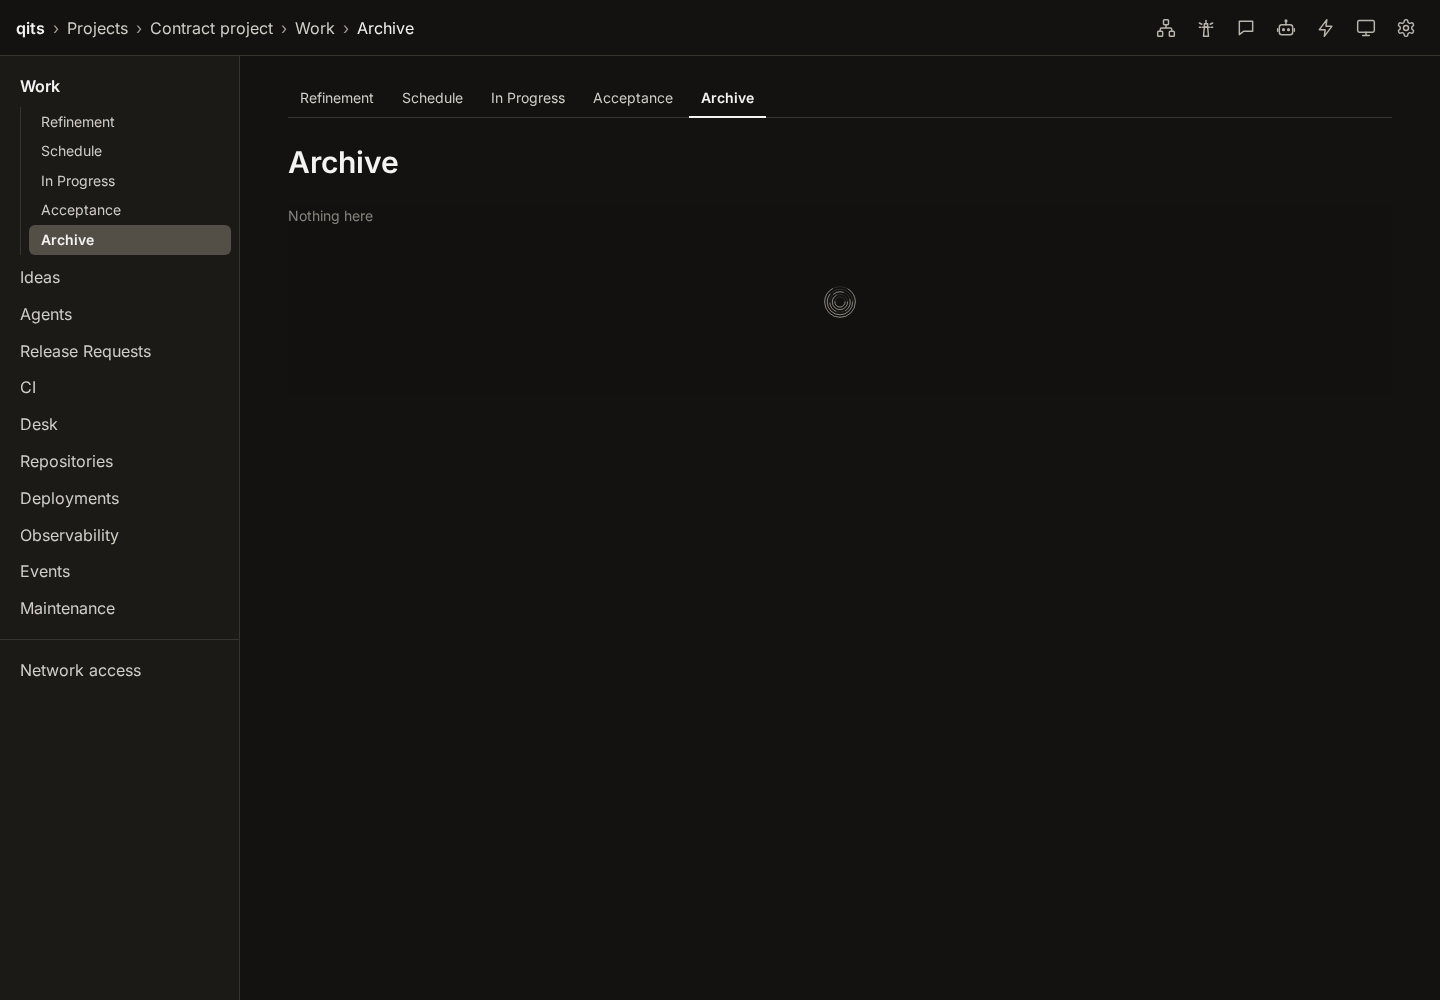 qits › Projects › Contract project › Work › Archive
Work
Refinement
Schedule
In Progress
Acceptance
Archive
Ideas
Agents
Release Requests
CI
Desk
Repositories
Deployments
Observability
Events
Maintenance
Network access
Refinement Schedule In Progress Acceptance Archive
Archive
Nothing here